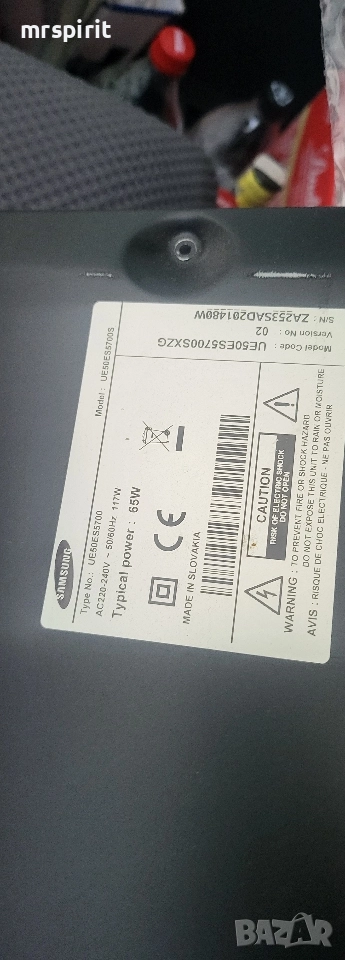 mrspirit
SAMSUNG
Type No.: UE50ES5700 Model: UE50ES5700S
AC220-240V ~ 50/60Hz 117W
Typical power : 65W
CE
MADE IN SLOVAKIA
Model Code: UE50ES5700SXZG
Version No : 02
S/N : ZA253SAD201480W
CAUTION
RISK OF ELECTRIC SHOCK
DO NOT OPEN
WARNING : TO PREVENT FIRE OR SHOCK HAZARD
DO NOT EXPOSE THIS UNIT TO RAIN OR MOISTURE
AVIS : RISQUE DE CHOC ELECTRIQUE - NE PAS OUVRIR
BAZAR